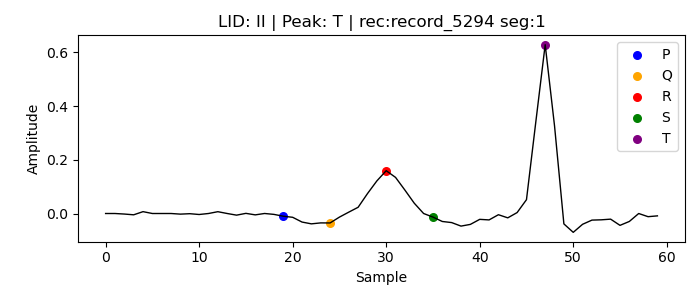 LID: II | Peak: T | rec:record_5294 seg:1
Amplitude
0.6
0.4
0.2
0.0
P
Q
R
S
T
0 10 20 30 40 50 60
Sample